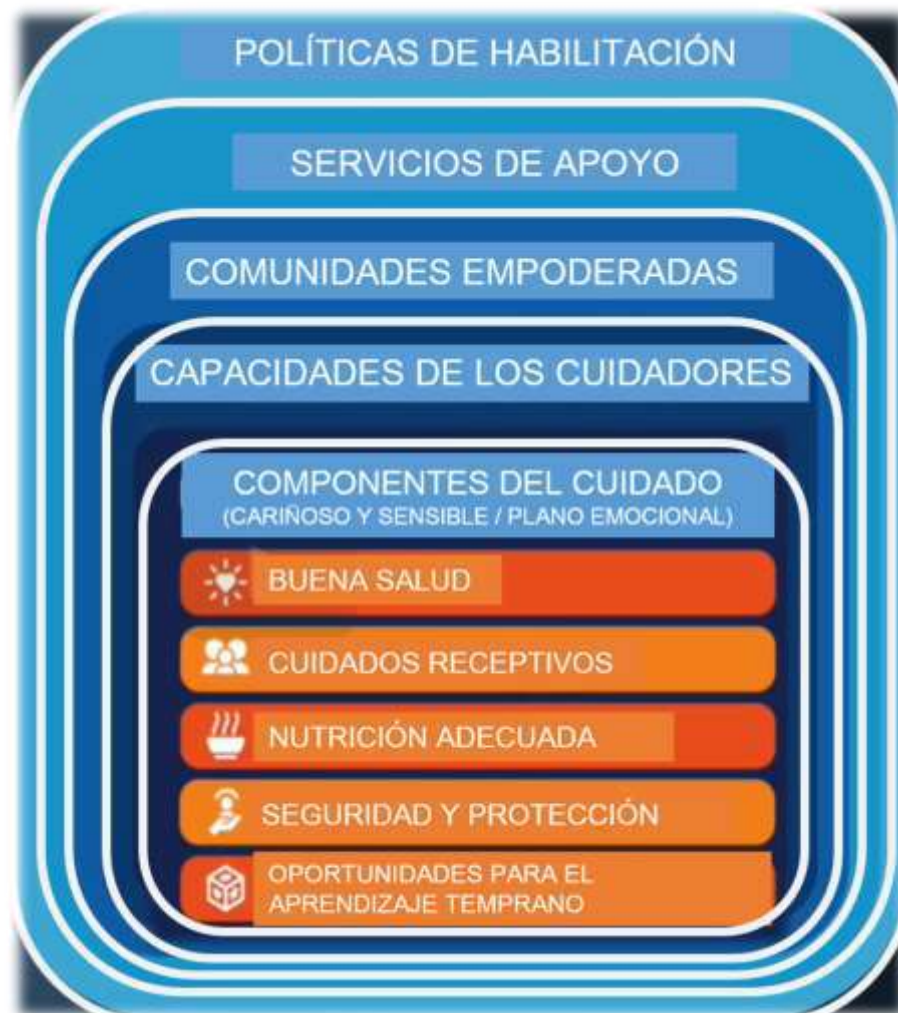 POLÍTICAS DE HABILITACIÓN
SERVICIOS DE APOYO
COMUNIDADES EMPODERADAS
CAPACIDADES DE LOS CUIDADORES
COMPONENTES DEL CUIDADO
(CARIÑOSO Y SENSIBLE / PLANO EMOCIONAL)
BUENA SALUD
CUIDADOS RECEPTIVOS
NUTRICIÓN ADECUADA
SEGURIDAD Y PROTECCIÓN
OPORTUNIDADES PARA EL
APRENDIZAJE TEMPRANO